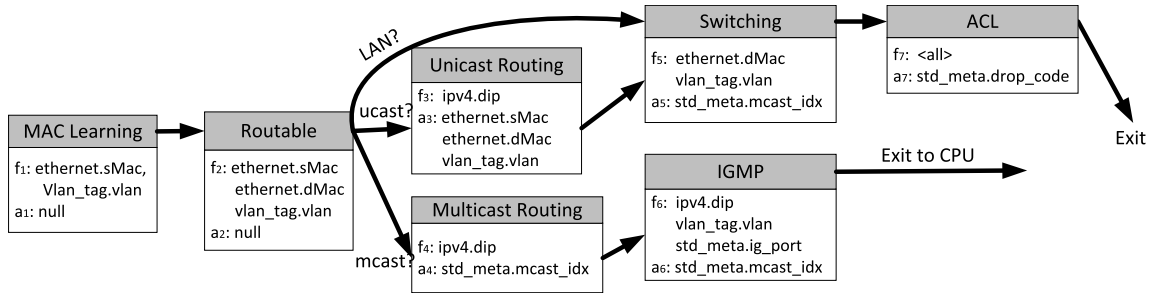 MAC Learning
f1: ethernet.sMac,
Vlan_tag.vlan
a1: null
Routable
f2: ethernet.sMac
ethernet.dMac
vlan_tag.vlan
a2: null
LAN?
ucast?
mcast?
Unicast Routing
f3: ipv4.dip
a3: ethernet.sMac
ethernet.dMac
vlan_tag.vlan
Multicast Routing
f4: ipv4.dip
a4: std_meta.mcast_idx
Switching
f5: ethernet.dMac
vlan_tag.vlan
a5: std_meta.mcast_idx
IGMP
f6: ipv4.dip
vlan_tag.vlan
std_meta.ig_port
a6: std_meta.mcast_idx
ACL
f7: <all>
a7: std_meta.drop_code
Exit
Exit to CPU